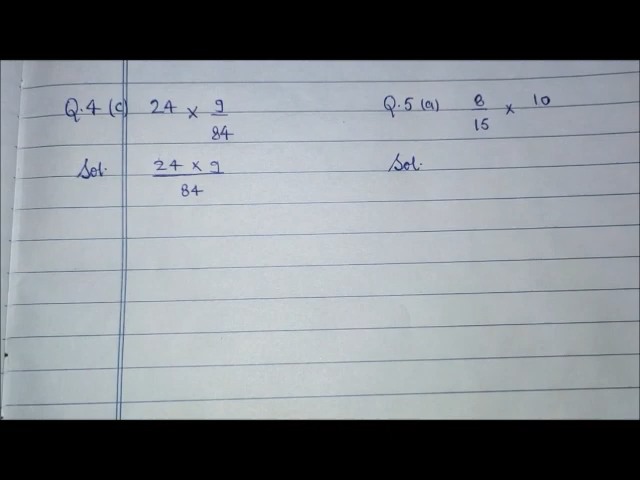 Q.4 (c) 24 × 9/84
Sol. 24 × 9/84
Q.5 (a) 8/15 × 10
Sol.